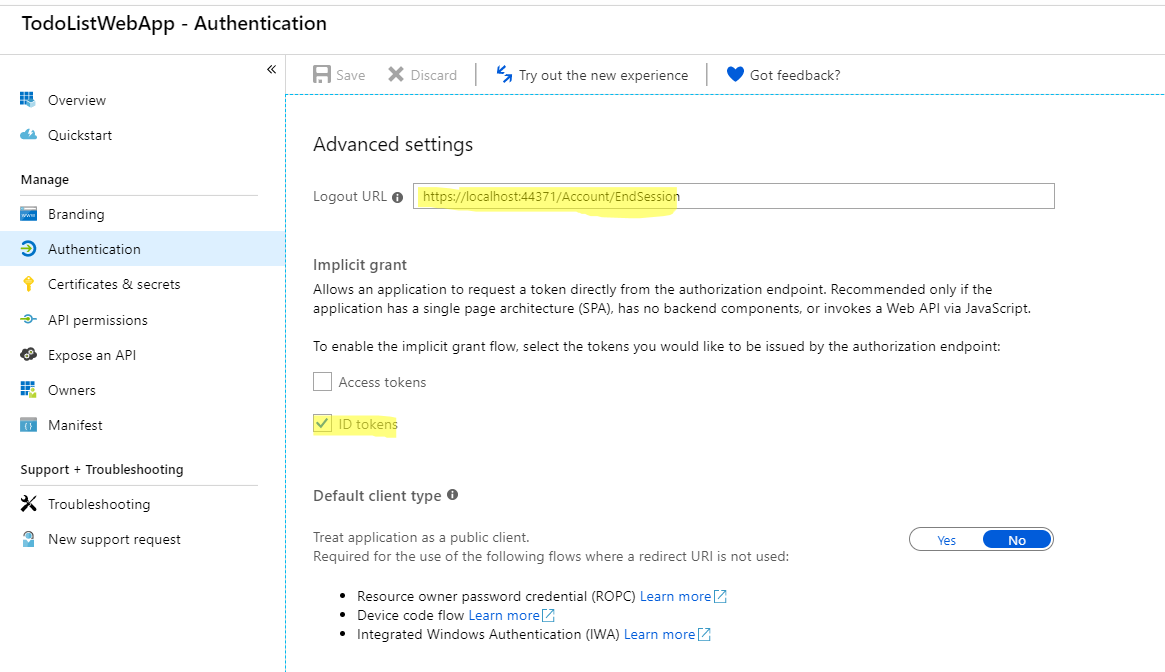 TodoListWebApp - Authentication
«
Overview
Quickstart
Manage
Branding
Authentication
Certificates & secrets
API permissions
Expose an API
Owners
Manifest
Support + Troubleshooting
Troubleshooting
New support request
Save Discard Try out the new experience Got feedback?
Advanced settings
Logout URL https://localhost:44371/Account/EndSession
Implicit grant
Allows an application to request a token directly from the authorization endpoint. Recommended only if the
application has a single page architecture (SPA), has no backend components, or invokes a Web API via JavaScript.
To enable the implicit grant flow, select the tokens you would like to be issued by the authorization endpoint:
Access tokens
ID tokens
Default client type
Treat application as a public client.
Required for the use of the following flows where a redirect URI is not used:
Yes No
• Resource owner password credential (ROPC) Learn more
• Device code flow Learn more
• Integrated Windows Authentication (IWA) Learn more